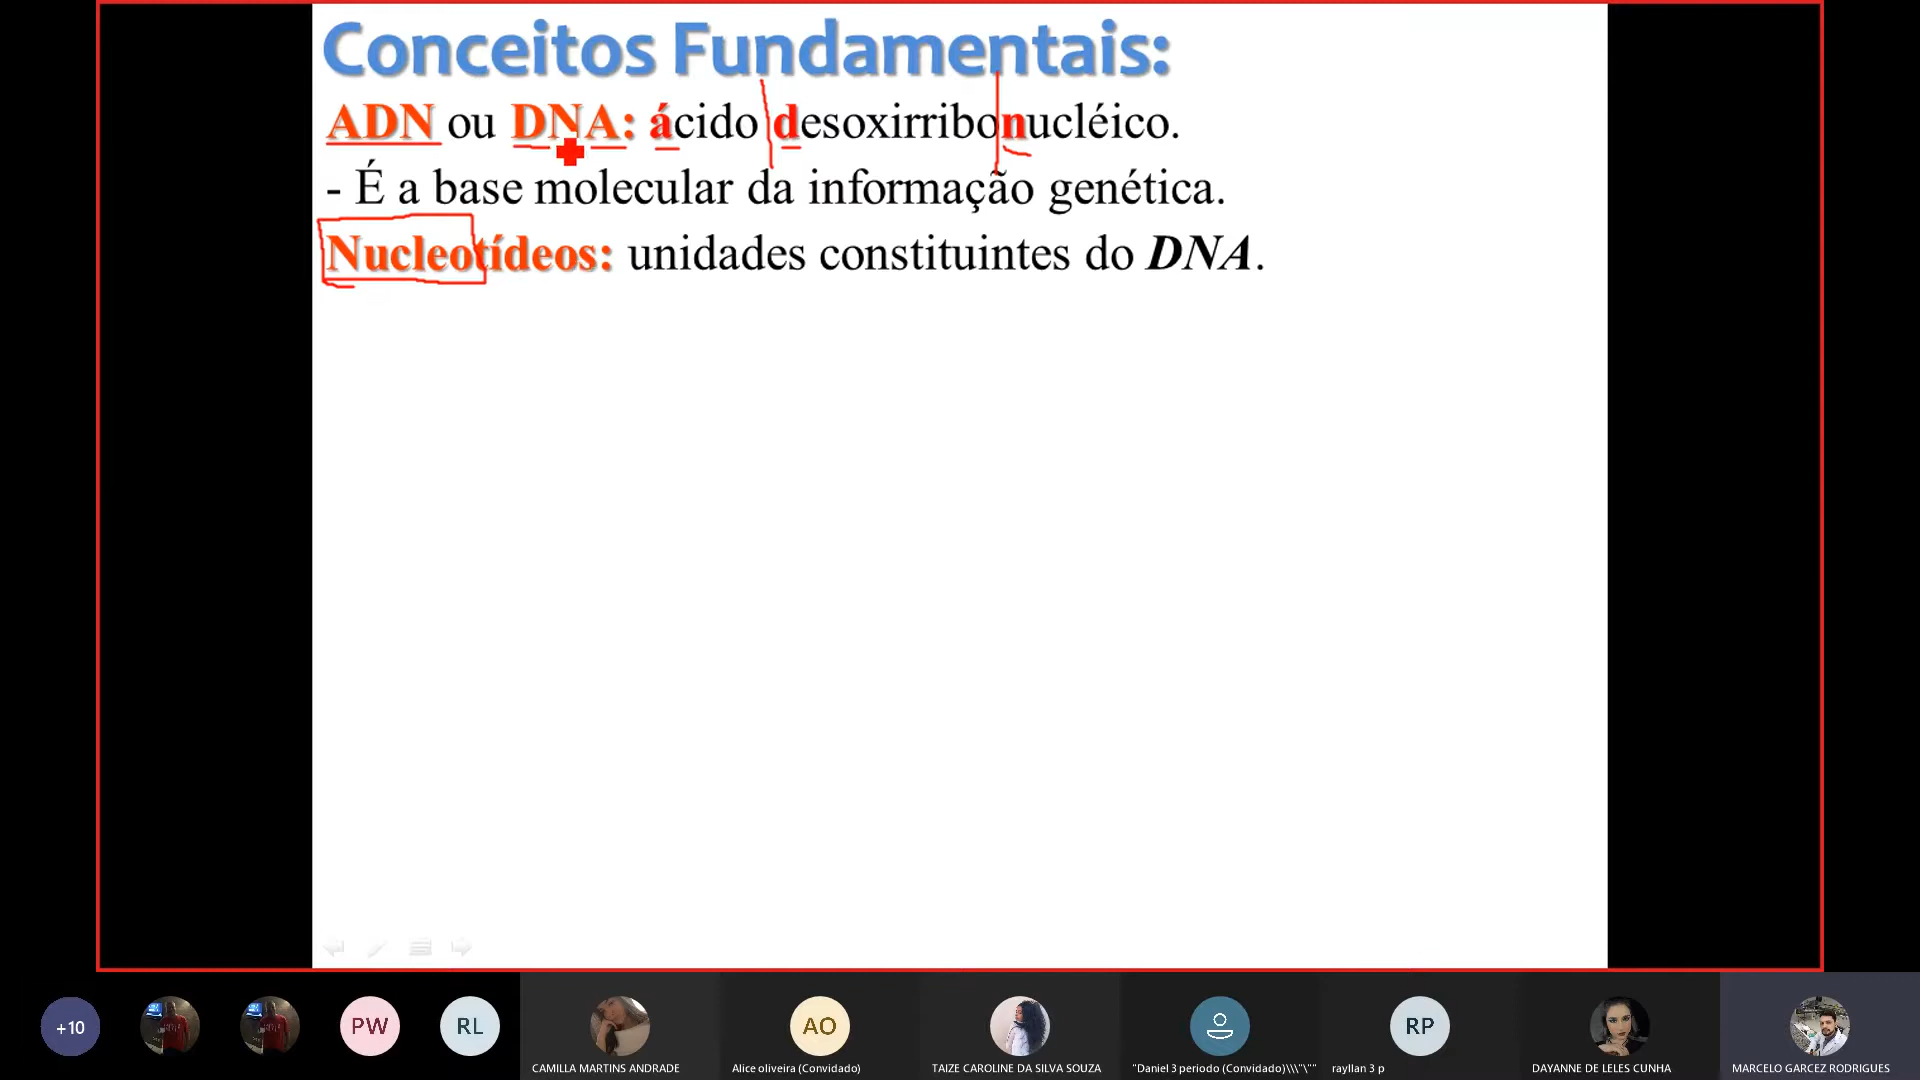 Conceitos Fundamentais:
ADN ou DNA: ácido desoxirribonucléico.
- É a base molecular da informação genética.
Nucleotídeos: unidades constituintes do DNA.
+10
PW
RL
AO
RP
CAMILLA MARTINS ANDRADE
Alice oliveira (Convidado)
TAIZE CAROLINE DA SILVA SOUZA
"Daniel 3 periodo (Convidado)\\\"\""
rayllan 3 p
DAYANNE DE LELES CUNHA
MARCELO GARCEZ RODRIGUES